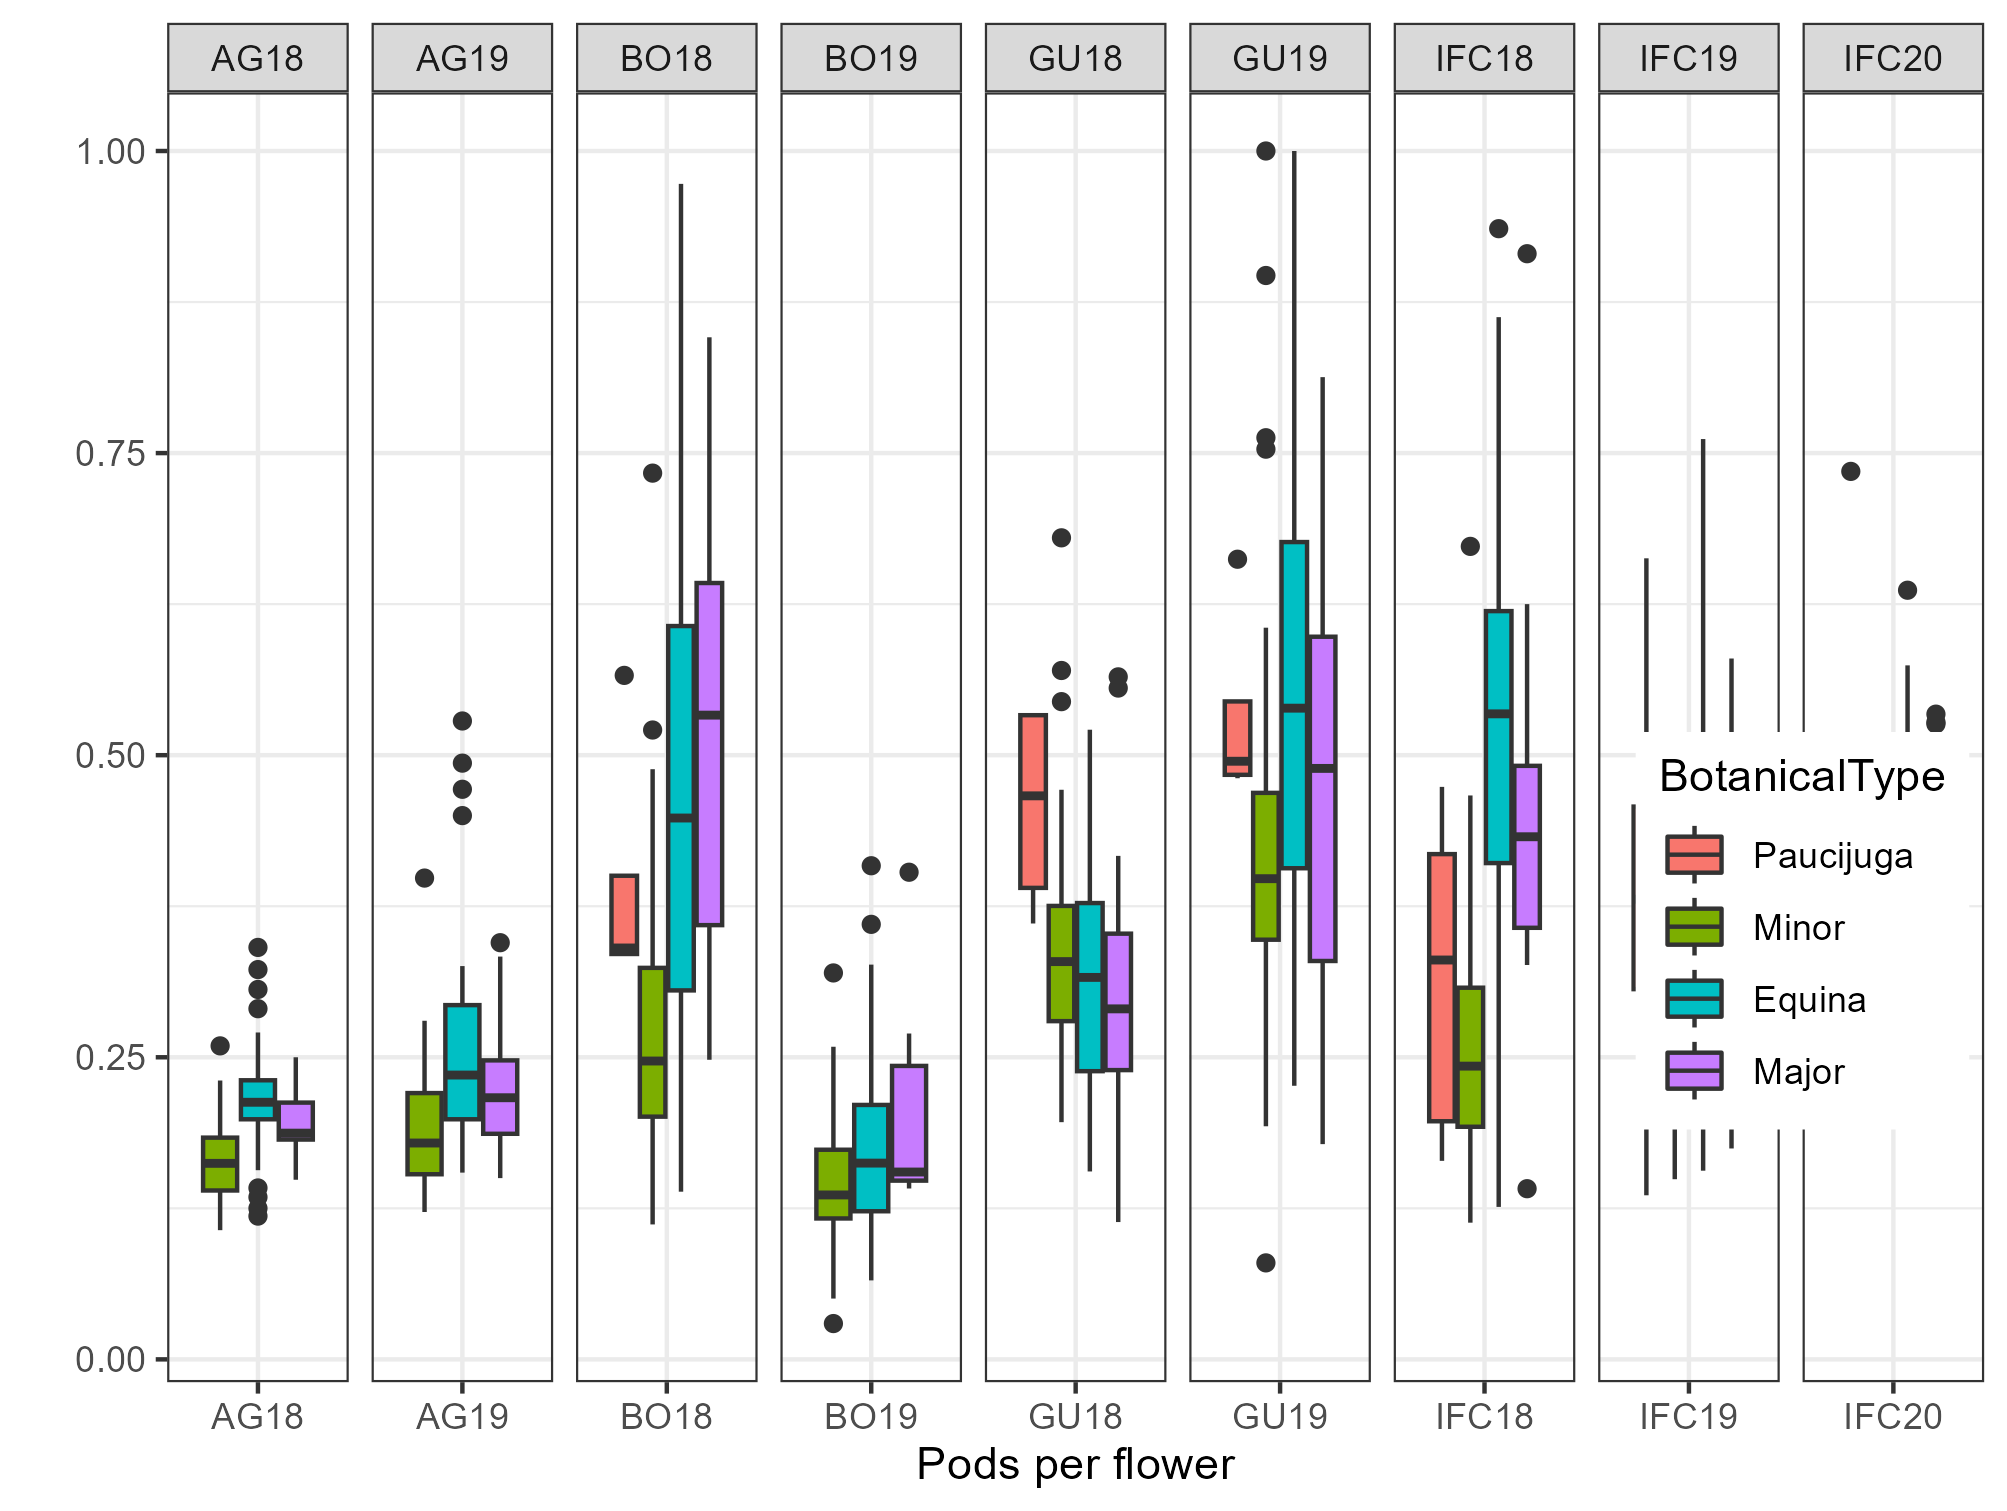 AG18 AG19 BO18 BO19 GU18 GU19 IFC18 IFC19 IFC20
1.00
0.75
0.50
0.25
0.00
BotanicalType
Paucijuga
Minor
Equina
Major
AG18 AG19 BO18 BO19 GU18 GU19 IFC18 IFC19 IFC20
Pods per flower